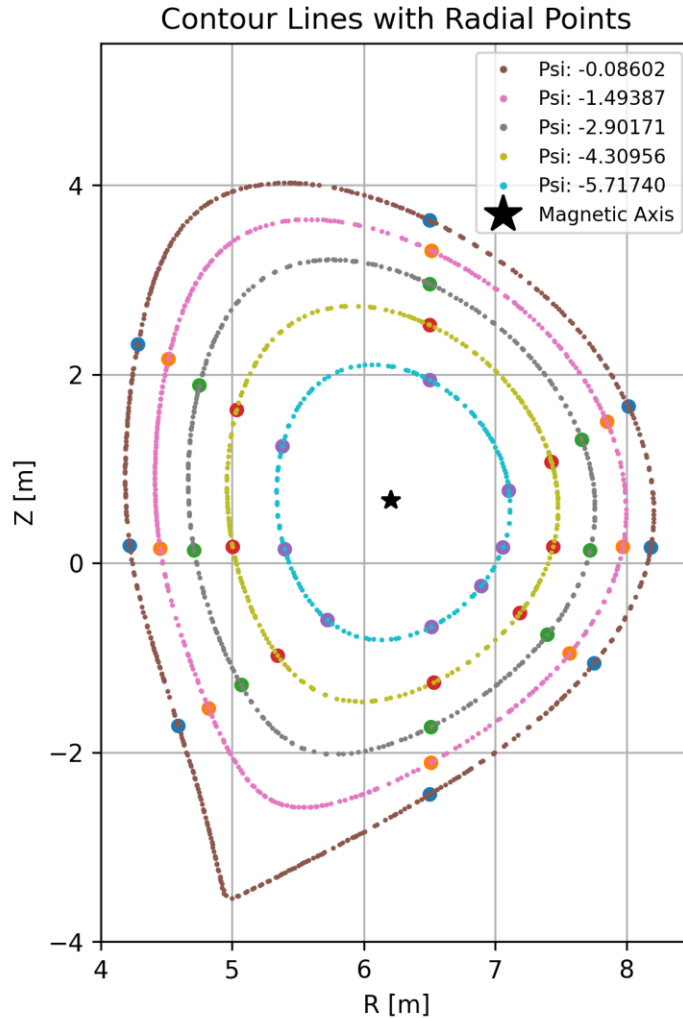 Contour Lines with Radial Points
Psi: -0.08602
Psi: -1.49387
Psi: -2.90171
Psi: -4.30956
Psi: -5.71740
Magnetic Axis
4
2
0
−2
−4
Z [m]
4 5 6 7 8
R [m]